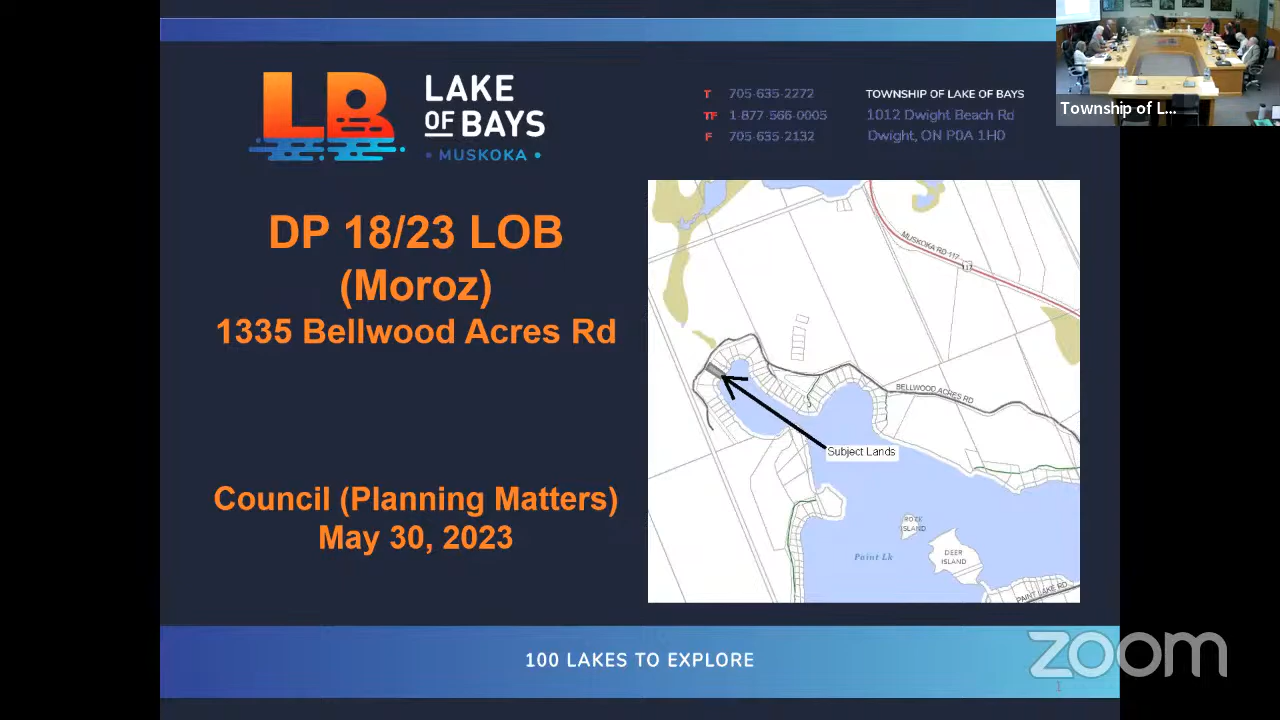 LB
LAKE
OF BAYS
• MUSKOKA •
T 705-635-2272
TF 1-877-566-0005
F 705-635-2132
TOWNSHIP OF LAKE OF BAYS
1012 Dwight Beach Rd
Dwight, ON P0A 1H0
Township of L...
DP 18/23 LOB
(Moroz)
1335 Bellwood Acres Rd
Council (Planning Matters)
May 30, 2023
MUSKOKA RD 117
BELLWOOD ACRES RD
Subject Lands
ROCK
ISLAND
DEER
ISLAND
Paint Lk
PAINT LAKE RD
100 LAKES TO EXPLORE
zoom
1